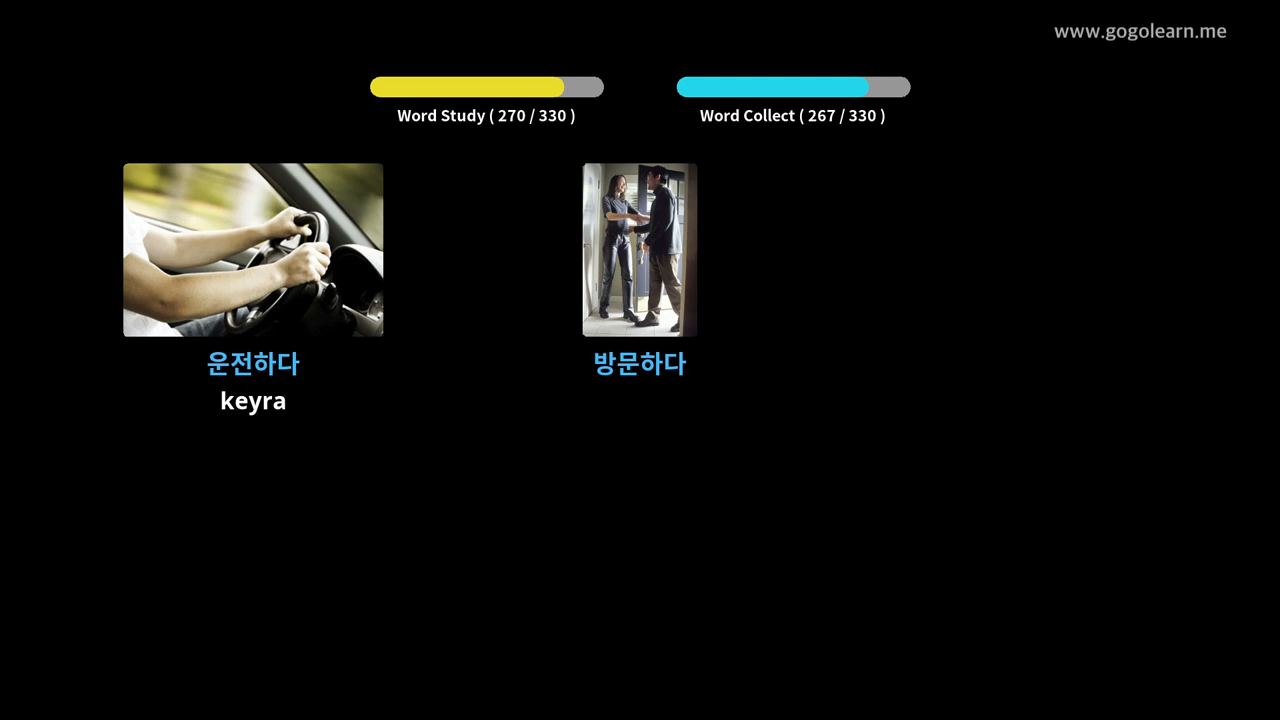 www.gogolearn.me
Word Study ( 270 / 330 )
Word Collect ( 267 / 330 )
운전하다
keyra
방문하다